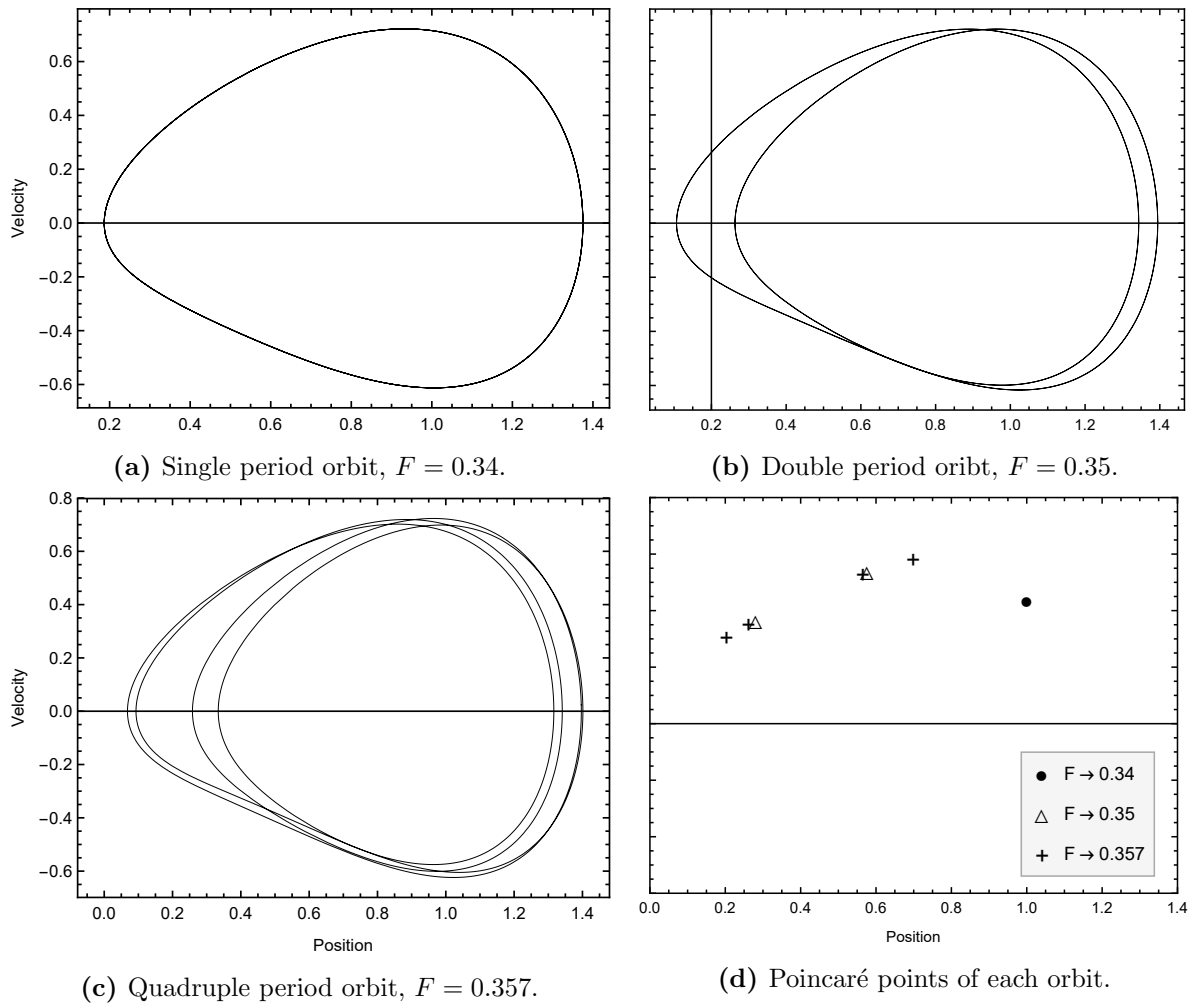 Velocity
0.6
0.4
0.2
0.0
−0.2
−0.4
−0.6
0.2 0.4 0.6 0.8 1.0 1.2 1.4
(a) Single period orbit, F = 0.34.
0.2 0.4 0.6 0.8 1.0 1.2 1.4
(b) Double period oribt, F = 0.35.
Velocity
0.8
0.6
0.4
0.2
0.0
−0.2
−0.4
−0.6
0.0 0.2 0.4 0.6 0.8 1.0 1.2 1.4
Position
(c) Quadruple period orbit, F = 0.357.
F → 0.34
F → 0.35
F → 0.357
0.0 0.2 0.4 0.6 0.8 1.0 1.2 1.4
Position
(d) Poincaré points of each orbit.